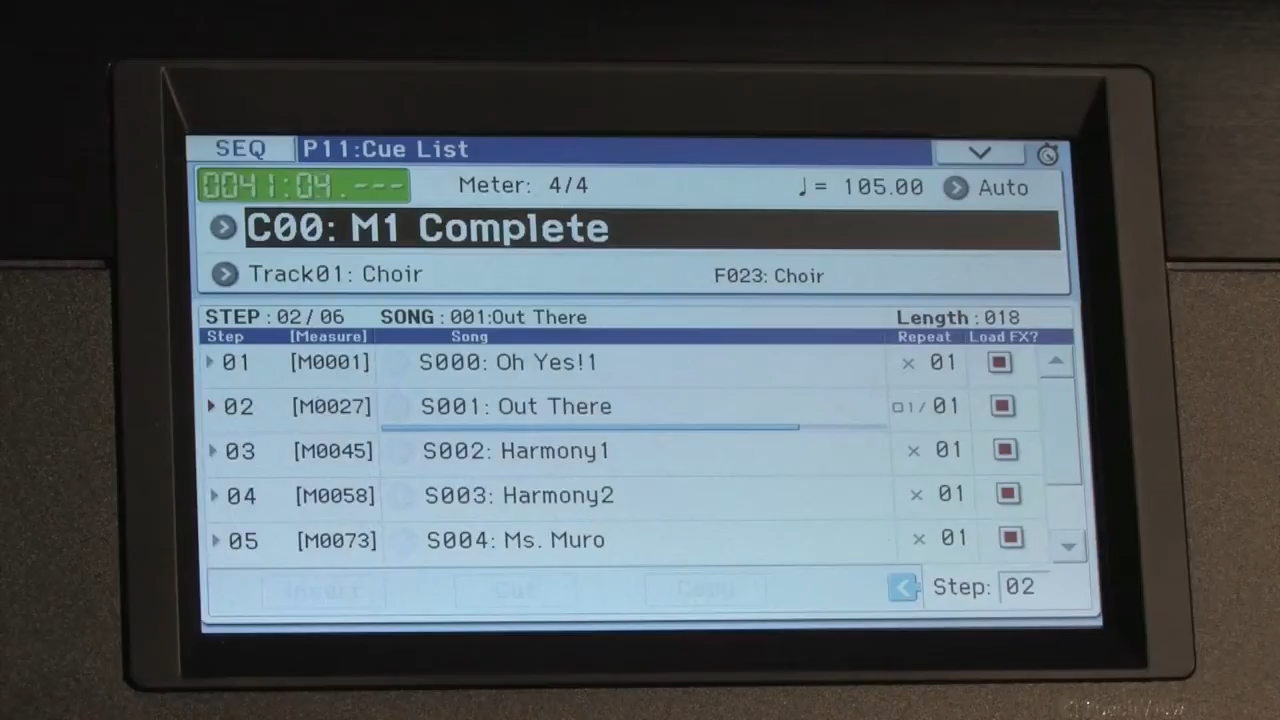 SEQ P11:Cue List
0041:04.--- Meter: 4/4 ♩= 105.00 Auto
C00: M1 Complete
Track01: Choir F023: Choir
STEP : 02/06 SONG : 001:Out There Length : 018
Step [Measure] Song Repeat Load FX?
01 [M0001] S000: Oh Yes!1 × 01
02 [M0027] S001: Out There 01/ 01
03 [M0045] S002: Harmony1 × 01
04 [M0058] S003: Harmony2 × 01
05 [M0073] S004: Ms. Muro × 01
Insert Cut Copy Step: 02